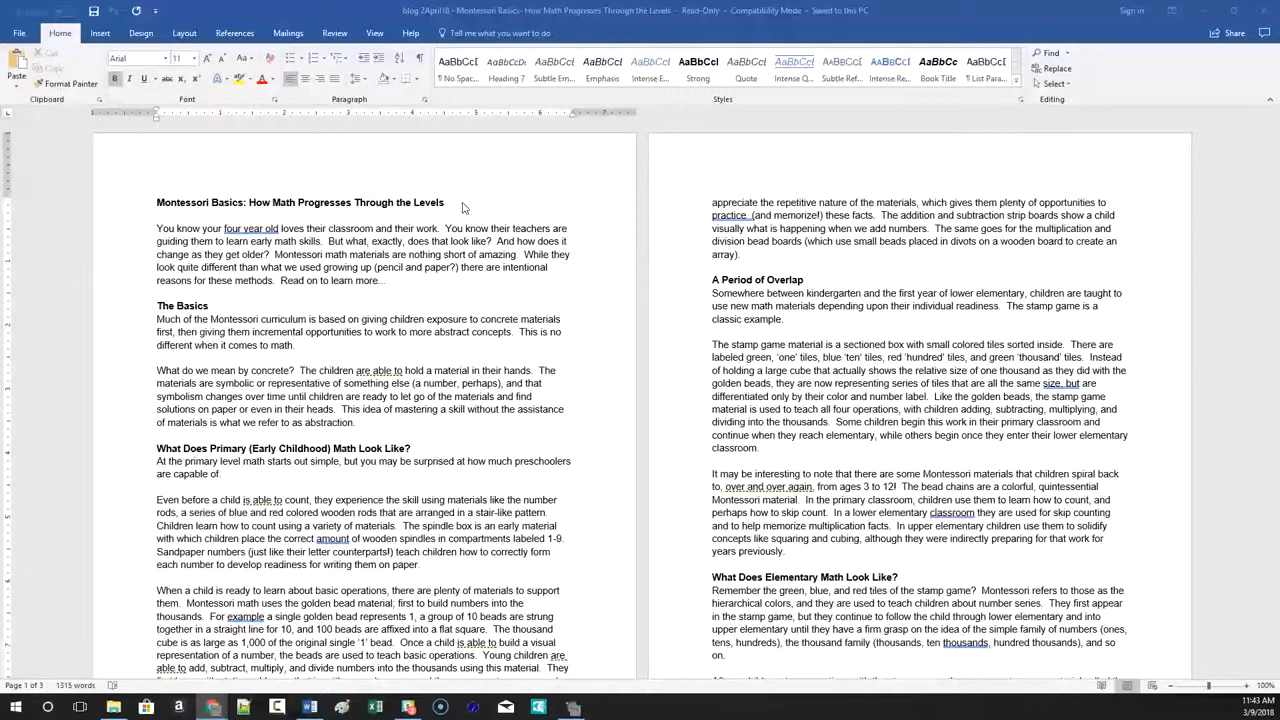 blog 2April18 - Montessori Basics- How Math Progresses Through the Levels - Read-Only - Compatibility Mode - Saved to this PC
Sign in
File Home Insert Design Layout References Mailings Review View Help Tell me what you want to do
Share
Paste
Format Painter
Arial 11
AaBbCcI AaBbCcDc AaBbCcI AaBbCcI AaBbCcI AaBbCcI AaBbCcI AaBbCcI AaBbCcI AaBbCcI AaBbCc AaBbCcI
¶ No Spac... Heading 7 Subtle Em... Emphasis Intense E... Strong Quote Intense Q... Subtle Ref... Intense Re... Book Title ¶ List Para...
Find
Replace
Select
Clipboard Font Paragraph Styles Editing
Montessori Basics: How Math Progresses Through the Levels
You know your four year old loves their classroom and their work. You know their teachers are
guiding them to learn early math skills. But what, exactly, does that look like? And how does it
change as they get older? Montessori math materials are nothing short of amazing. While they
look quite different than what we used growing up (pencil and paper?) there are intentional
reasons for these methods. Read on to learn more...
The Basics
Much of the Montessori curriculum is based on giving children exposure to concrete materials
first, then giving them incremental opportunities to work to more abstract concepts. This is no
different when it comes to math.
What do we mean by concrete? The children are able to hold a material in their hands. The
materials are symbolic or representative of something else (a number, perhaps), and that
symbolism changes over time until children are ready to let go of the materials and find
solutions on paper or even in their heads. This idea of mastering a skill without the assistance
of materials is what we refer to as abstraction.
What Does Primary (Early Childhood) Math Look Like?
At the primary level math starts out simple, but you may be surprised at how much preschoolers
are capable of.
Even before a child is able to count, they experience the skill using materials like the number
rods, a series of blue and red colored wooden rods that are arranged in a stair-like pattern.
Children learn how to count using a variety of materials. The spindle box is an early material
with which children place the correct amount of wooden spindles in compartments labeled 1-9.
Sandpaper numbers (just like their letter counterparts!) teach children how to correctly form
each number to develop readiness for writing them on paper.
When a child is ready to learn about basic operations, there are plenty of materials to support
them. Montessori math uses the golden bead material; first to build numbers into the
thousands. For example a single golden bead represents 1, a group of 10 beads are strung
together in a straight line for 10, and 100 beads are affixed into a flat square. The thousand
cube is as large as 1,000 of the original single '1' bead. Once a child is able to build a visual
representation of a number, the beads are used to teach basic operations. Young children are
able to add, subtract, multiply, and divide numbers into the thousands using this material. They
appreciate the repetitive nature of the materials, which gives them plenty of opportunities to
practice (and memorize!) these facts. The addition and subtraction strip boards show a child
visually what is happening when we add numbers. The same goes for the multiplication and
division bead boards (which use small beads placed in divots on a wooden board to create an
array).
A Period of Overlap
Somewhere between kindergarten and the first year of lower elementary, children are taught to
use new math materials depending upon their individual readiness. The stamp game is a
classic example.
The stamp game material is a sectioned box with small colored tiles sorted inside. There are
labeled green, 'one' tiles, blue 'ten' tiles, red 'hundred' tiles, and green 'thousand' tiles. Instead
of holding a large cube that actually shows the relative size of one thousand as they did with the
golden beads, they are now representing series of tiles that are all the same size, but are
differentiated only by their color and number label. Like the golden beads, the stamp game
material is used to teach all four operations, with children adding, subtracting, multiplying, and
dividing into the thousands. Some children begin this work in their primary classroom and
continue when they reach elementary, while others begin once they enter their lower elementary
classroom.
It may be interesting to note that there are some Montessori materials that children spiral back
to, over and over again, from ages 3 to 12! The bead chains are a colorful, quintessential
Montessori material. In the primary classroom, children use them to learn how to count, and
perhaps how to skip count. In a lower elementary classroom they are used for skip counting
and to help memorize multiplication facts. In upper elementary children use them to solidify
concepts like squaring and cubing, although they were indirectly preparing for that work for
years previously.
What Does Elementary Math Look Like?
Remember the green, blue, and red tiles of the stamp game? Montessori refers to those as the
hierarchical colors, and they are used to teach children about number series. They first appear
in the stamp game, but they continue to follow the child through lower elementary and into
upper elementary until they have a firm grasp on the idea of the simple family of numbers (ones,
tens, hundreds), the thousand family (thousands, ten thousands, hundred thousands), and so
on.
Page 1 of 3 1315 words
100%
11:43 AM
3/9/2018